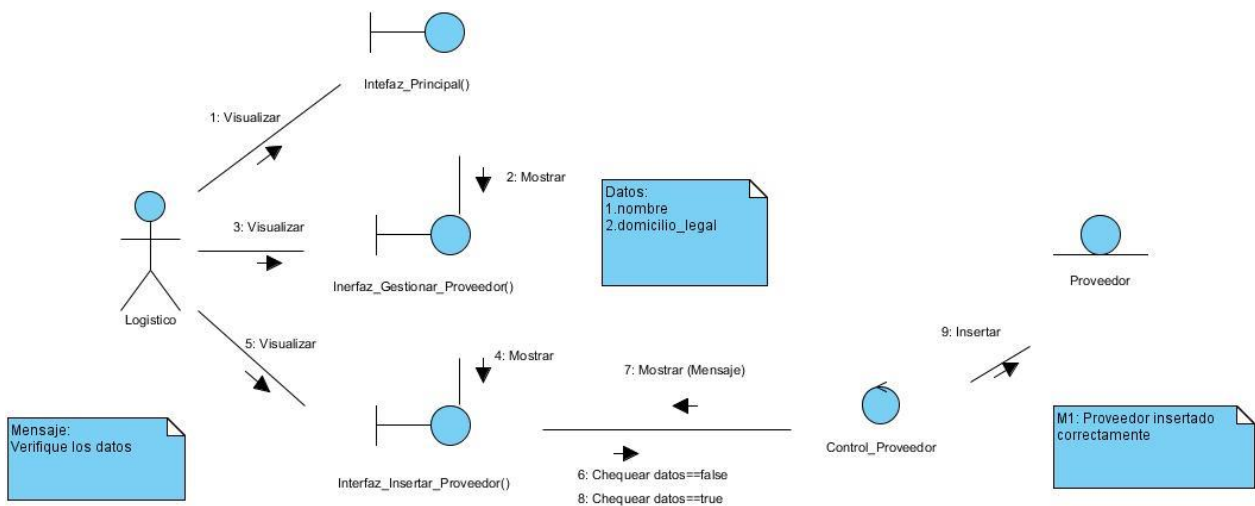 Intefaz_Principal()
1: Visualizar
2: Mostrar
Datos:
1.nombre
2.domicilio_legal
3: Visualizar
Inerfaz_Gestionar_Proveedor()
Proveedor
Logistico
5: Visualizar
4: Mostrar
7: Mostrar (Mensaje)
9: Insertar
Mensaje:
Verifique los datos
M1: Proveedor insertado
correctamente
Control_Proveedor
Interfaz_Insertar_Proveedor()
6: Chequear datos==false
8: Chequear datos==true